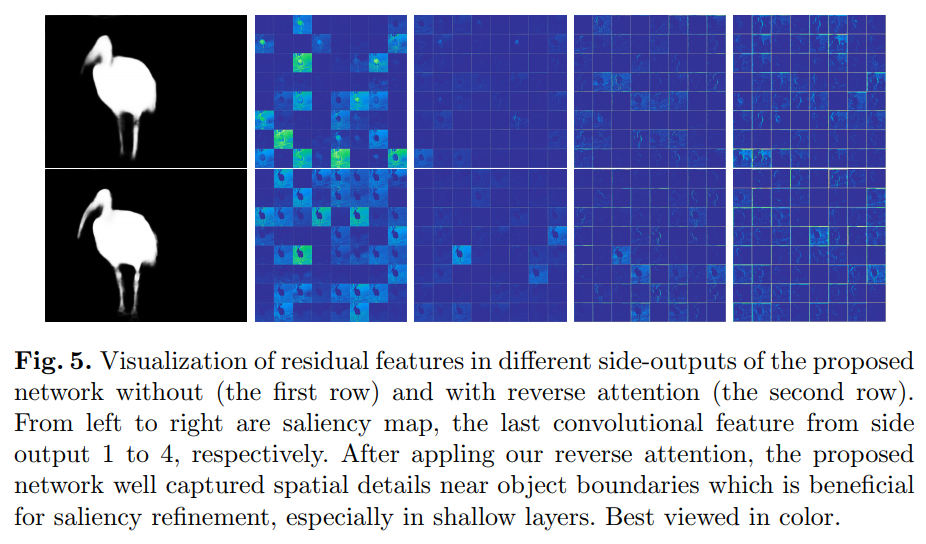 Fig. 5. Visualization of residual features in different side-outputs of the proposed
network without (the first row) and with reverse attention (the second row).
From left to right are saliency map, the last convolutional feature from side
output 1 to 4, respectively. After appling our reverse attention, the proposed
network well captured spatial details near object boundaries which is beneficial
for saliency refinement, especially in shallow layers. Best viewed in color.